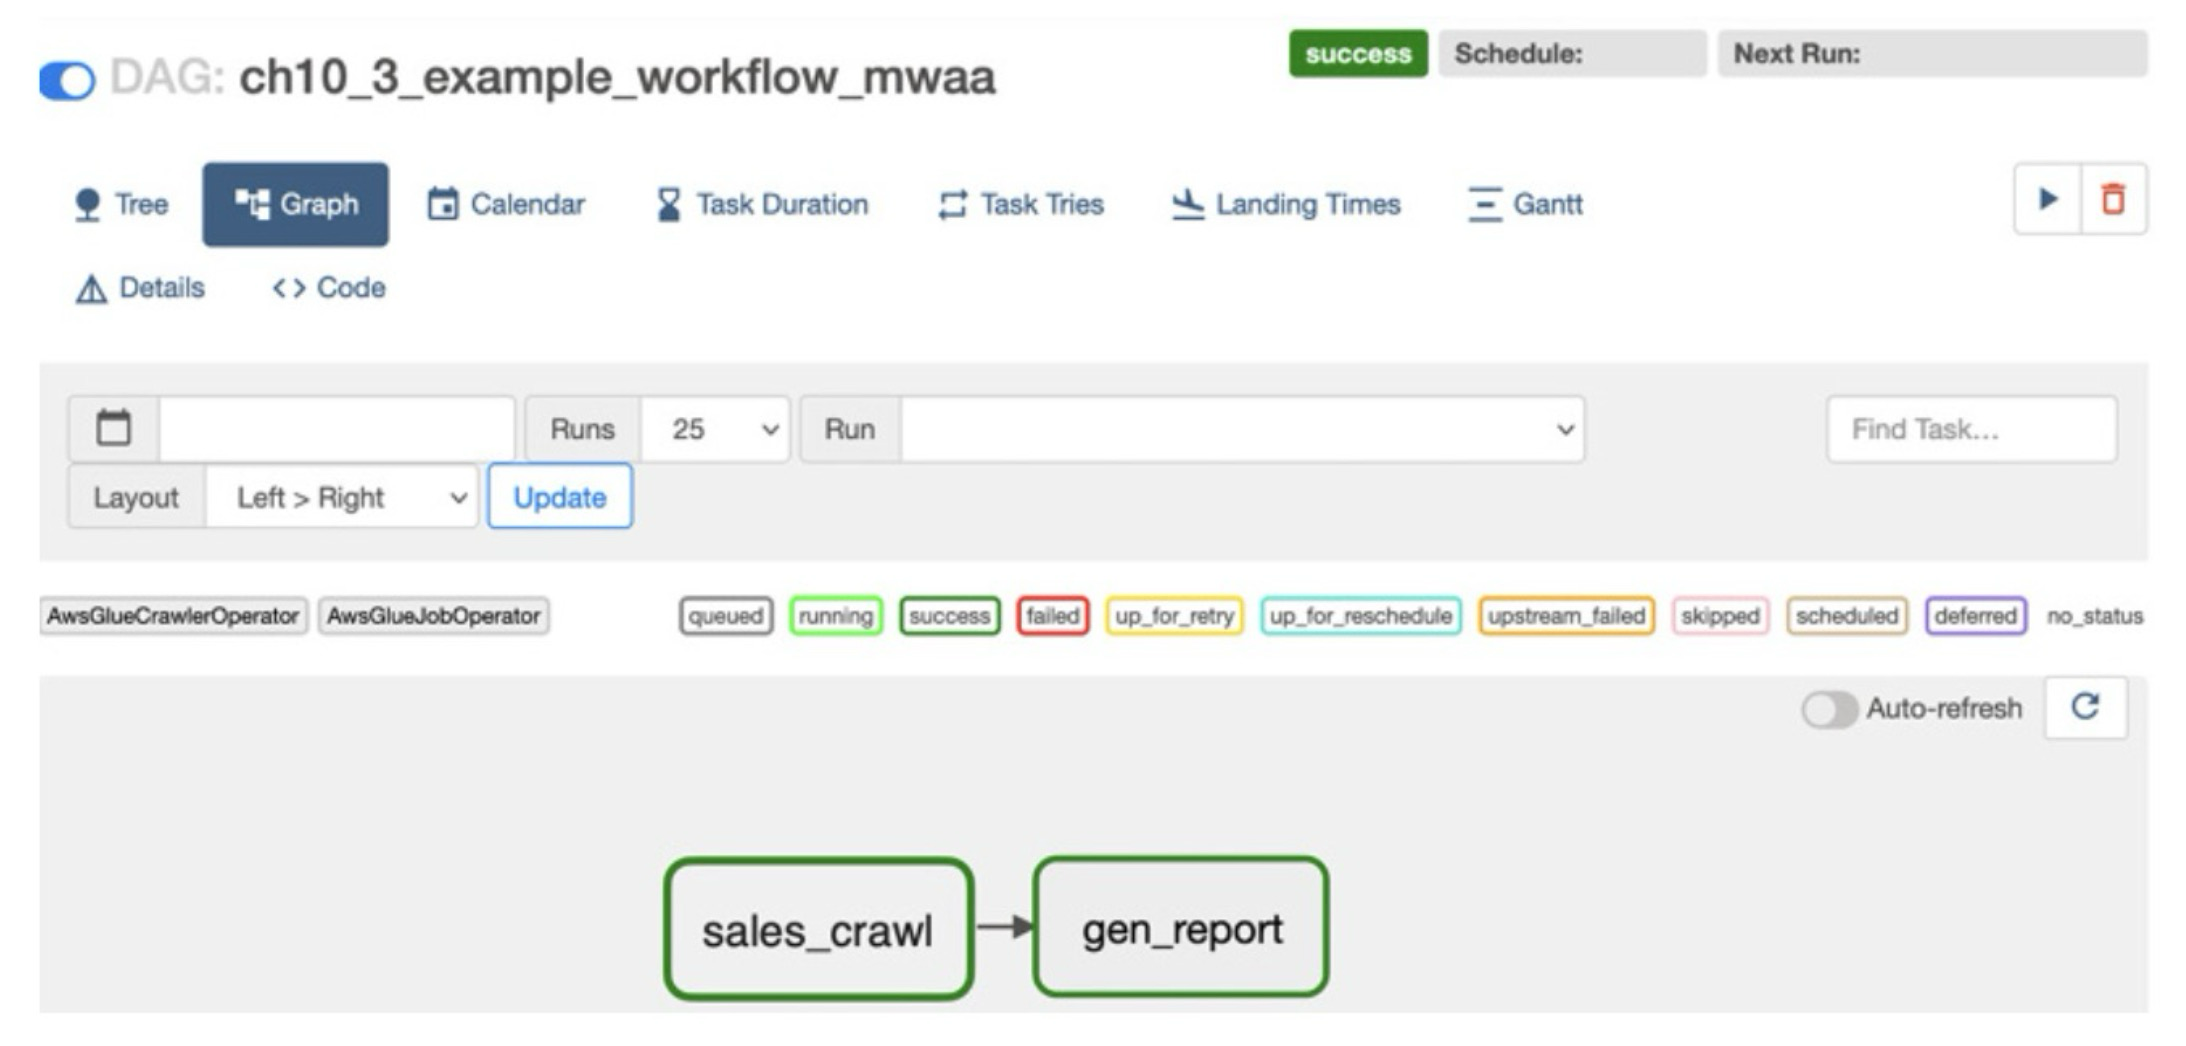 DAG: ch10_3_example_workflow_mwaa success Schedule: Next Run:
Tree Graph Calendar Task Duration Task Tries Landing Times Gantt
Details <> Code
Runs 25 Run Find Task...
Layout Left > Right Update
AwsGlueCrawlerOperator AwsGlueJobOperator queued running success failed up_for_retry up_for_reschedule upstream_failed skipped scheduled deferred no_status
Auto-refresh
sales_crawl gen_report